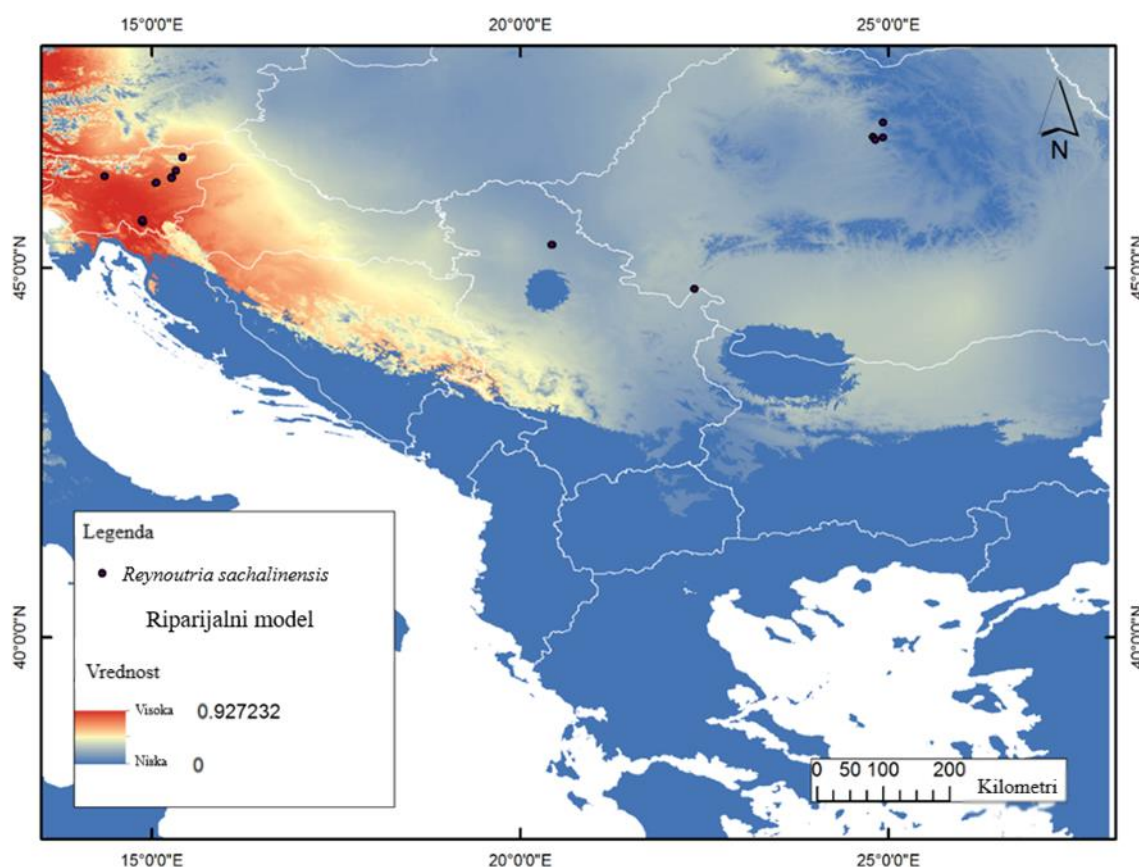 15°0'0"E 20°0'0"E 25°0'0"E
45°0'0"N 45°0'0"N
40°0'0"N 40°0'0"N
N
Legenda
Reynoutria sachalinensis
Riparijalni model
Vrednost
Visoka 0.927232
Niska 0
0 50 100 200
Kilometri
15°0'0"E 20°0'0"E 25°0'0"E